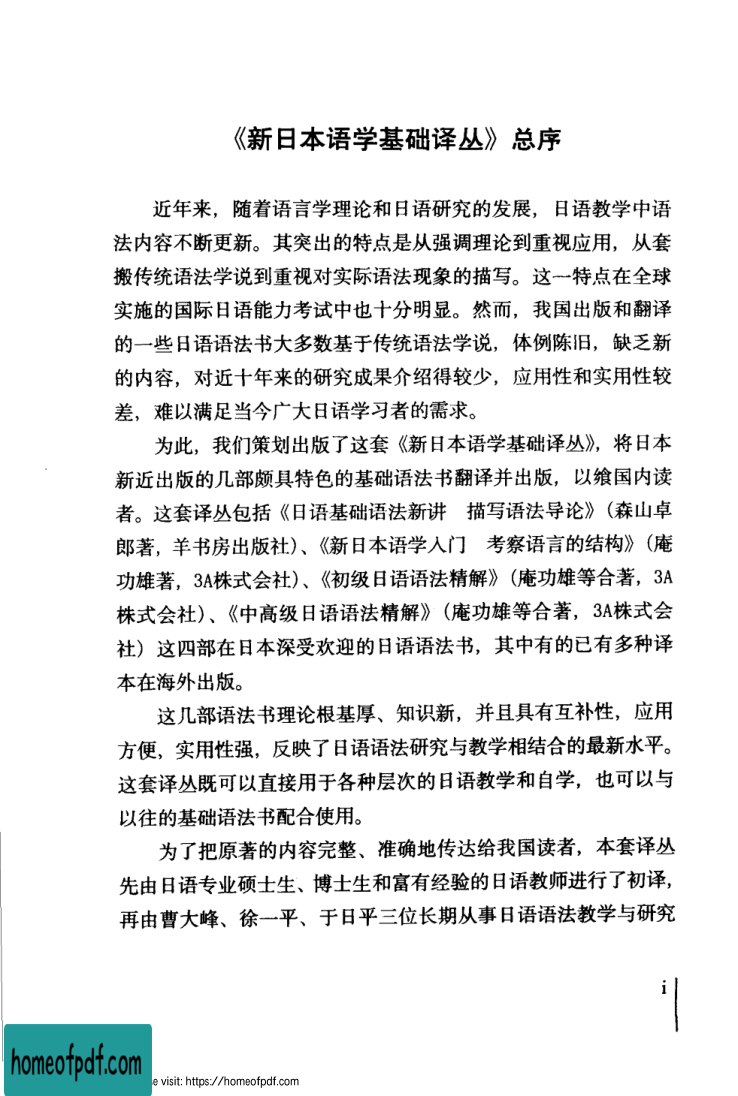 《新日本语学基础译丛》总序
近年来，随着语言学理论和日语研究的发展，日语教学中语
法内容不断更新。其突出的特点是从强调理论到重视应用，从套
搬传统语法学说到重视对实际语法现象的描写。这一特点在全球
实施的国际日语能力考试中也十分明显。然而，我国出版和翻译
的一些日语语法书大多数基于传统语法学说，体例陈旧，缺乏新
的内容，对近十年来的研究成果介绍得较少，应用性和实用性较
差，难以满足当今广大日语学习者的需求。
为此，我们策划出版了这套《新日本语学基础译丛》，将日本
新近出版的几部颇具特色的基础语法书翻译并出版，以飨国内读
者。这套译丛包括《日语基础语法新讲　描写语法导论》（森山卓
郎著，羊书房出版社）、《新日本语学入门　考察语言的结构》（庵
功雄著，3A株式会社）、《初级日语语法精解》（庵功雄等合著，3A
株式会社）、《中高级日语语法精解》（庵功雄等合著，3A株式会
社）这四部在日本深受欢迎的日语语法书，其中有的已有多种译
本在海外出版。
这几部语法书理论根基厚、知识新，并且具有互补性，应用
方便，实用性强，反映了日语语法研究与教学相结合的最新水平。
这套译丛既可以直接用于各种层次的日语教学和自学，也可以与
以往的基础语法书配合使用。
为了把原著的内容完整、准确地传达给我国读者，本套译丛
先由日语专业硕士生、博士生和富有经验的日语教师进行了初译，
再由曹大峰、徐一平、于日平三位长期从事日语语法教学与研究
i
homeofpdf.com
e visit: https://homeofpdf.com